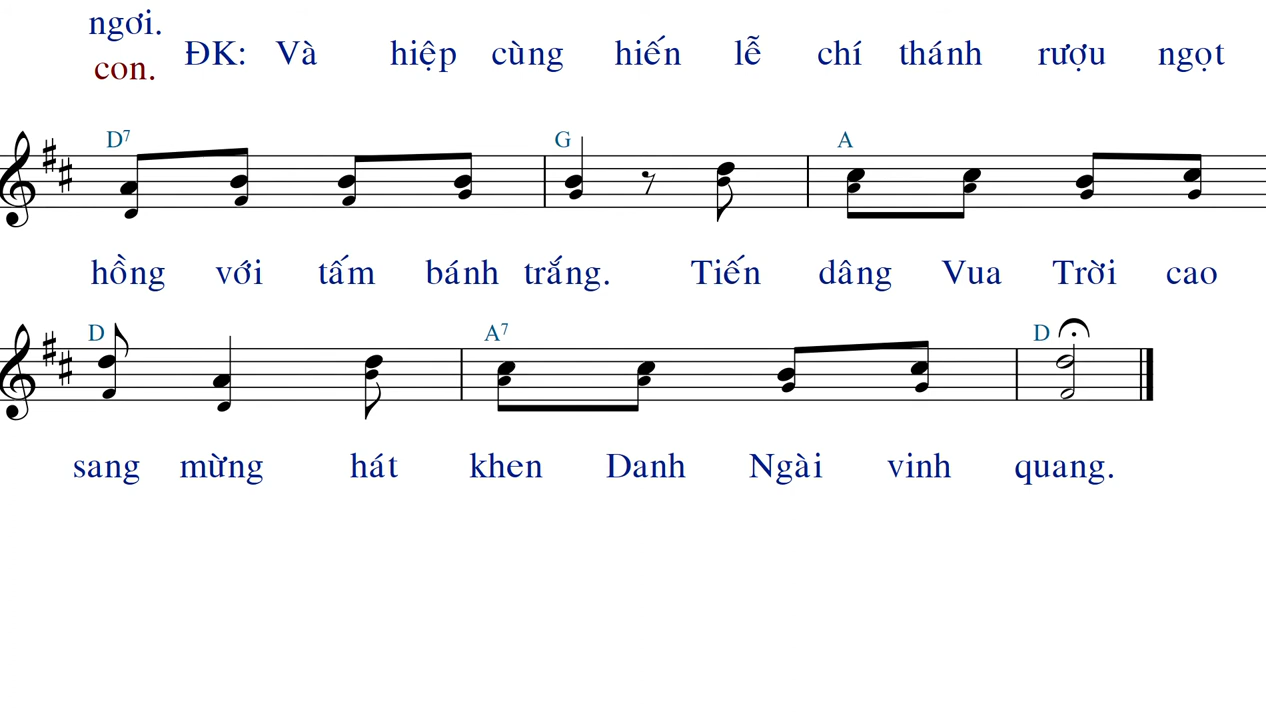 ngơi.
con.
ĐK: Và hiệp cùng hiến lễ chí thánh rượu ngọt
D7 G A
hồng với tấm bánh trắng. Tiến dâng Vua Trời cao
D A7 D
sang mừng hát khen Danh Ngài vinh quang.